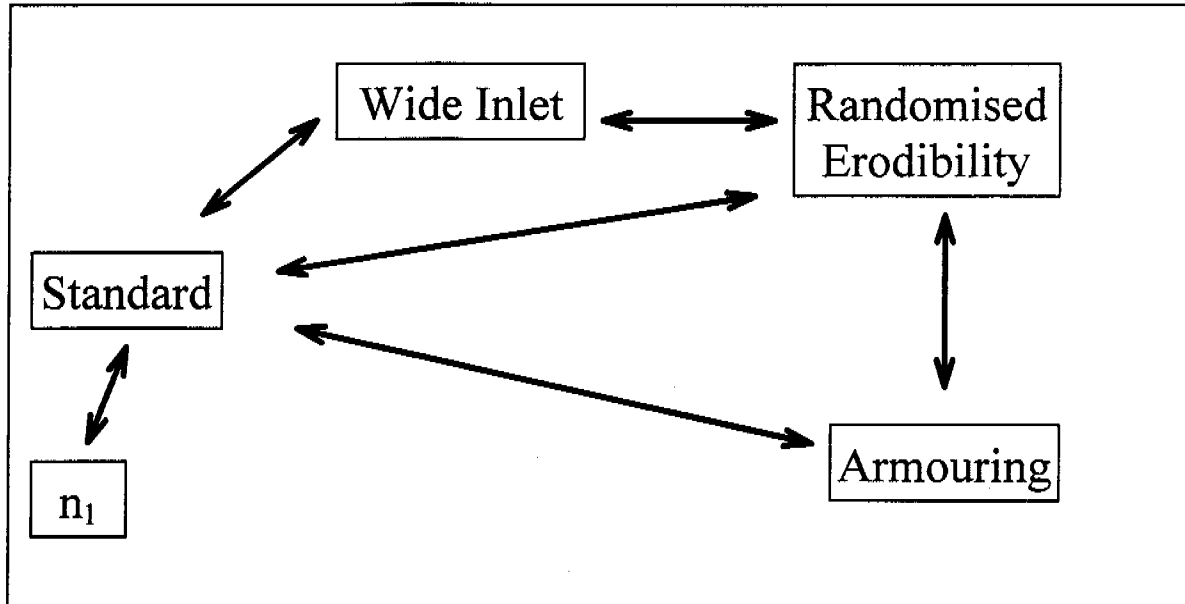 Wide Inlet
Randomised
Erodibility
Standard
Armouring
n₁